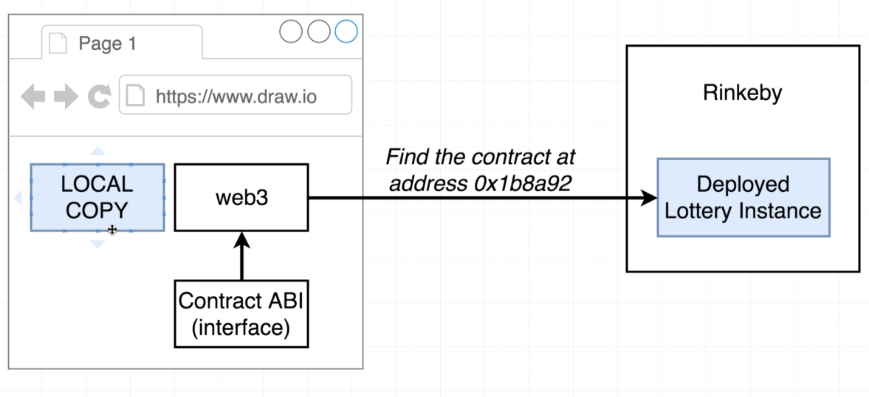 Page 1
https://www.draw.io
LOCAL
COPY
web3
Contract ABI
(interface)
Find the contract at
address 0x1b8a92
Rinkeby
Deployed
Lottery Instance